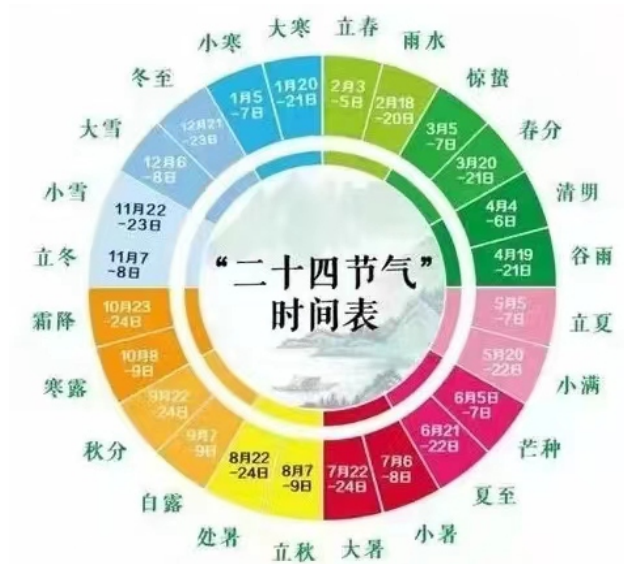 “二十四节气”
时间表
立春
2月3
-5日
雨水
2月18
-20日
惊蛰
3月5
-7日
春分
3月20
-21日
清明
4月4
-6日
谷雨
4月19
-21日
立夏
5月5
-7日
小满
5月20
-22日
芒种
6月5日
-7日
夏至
6月21
-22日
小暑
7月6
-8日
大暑
7月22
-24日
立秋
8月7
-9日
处暑
8月22
-24日
白露
9月7
-9日
秋分
9月22
-24日
寒露
10月8
-9日
霜降
10月23
-24日
立冬
11月7
-8日
小雪
11月22
-23日
大雪
12月6
-8日
冬至
12月21
-23日
小寒
1月5
-7日
大寒
1月20
-21日